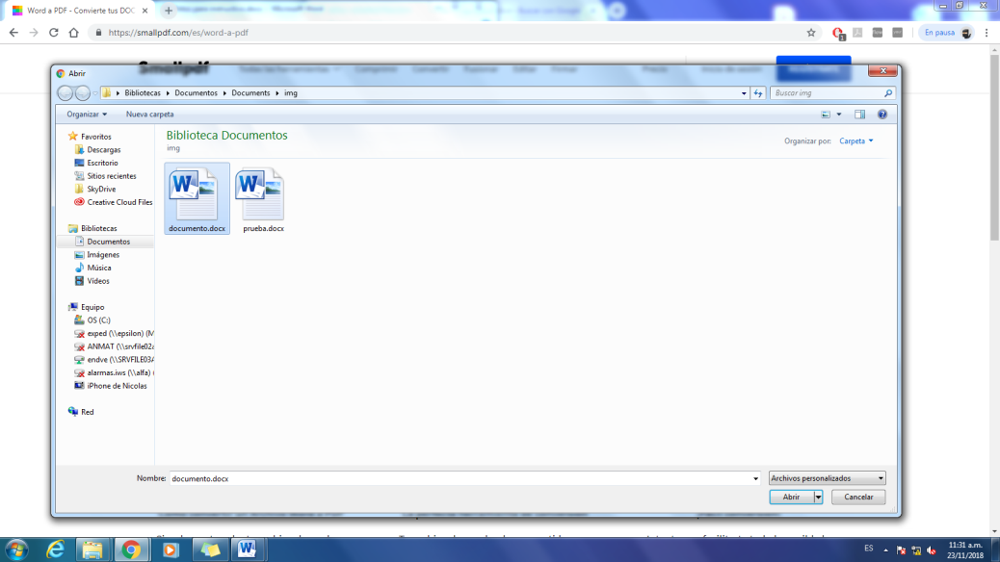 Word a PDF - Convierte tus DOC
https://smallpdf.com/es/word-a-pdf
1
En pausa
Smallpdf
Abrir
Bibliotecas Documentos Documents img
Buscar img
Organizar Nueva carpeta
Biblioteca Documentos
img
Organizar por: Carpeta
Favoritos
Descargas
Escritorio
Sitios recientes
SkyDrive
Creative Cloud Files
Bibliotecas
Documentos
Imágenes
Música
Vídeos
Equipo
OS (C:)
exped (\\epsilon) (M
ANMAT (\\srvfile02
endve (\\SRVFILE03A
alarmas.iws (\\alfa) (
iPhone de Nicolas
Red
documento.docx
prueba.docx
Nombre: documento.docx
Archivos personalizados
Abrir
Cancelar
ES
11:31 a.m.
23/11/2018